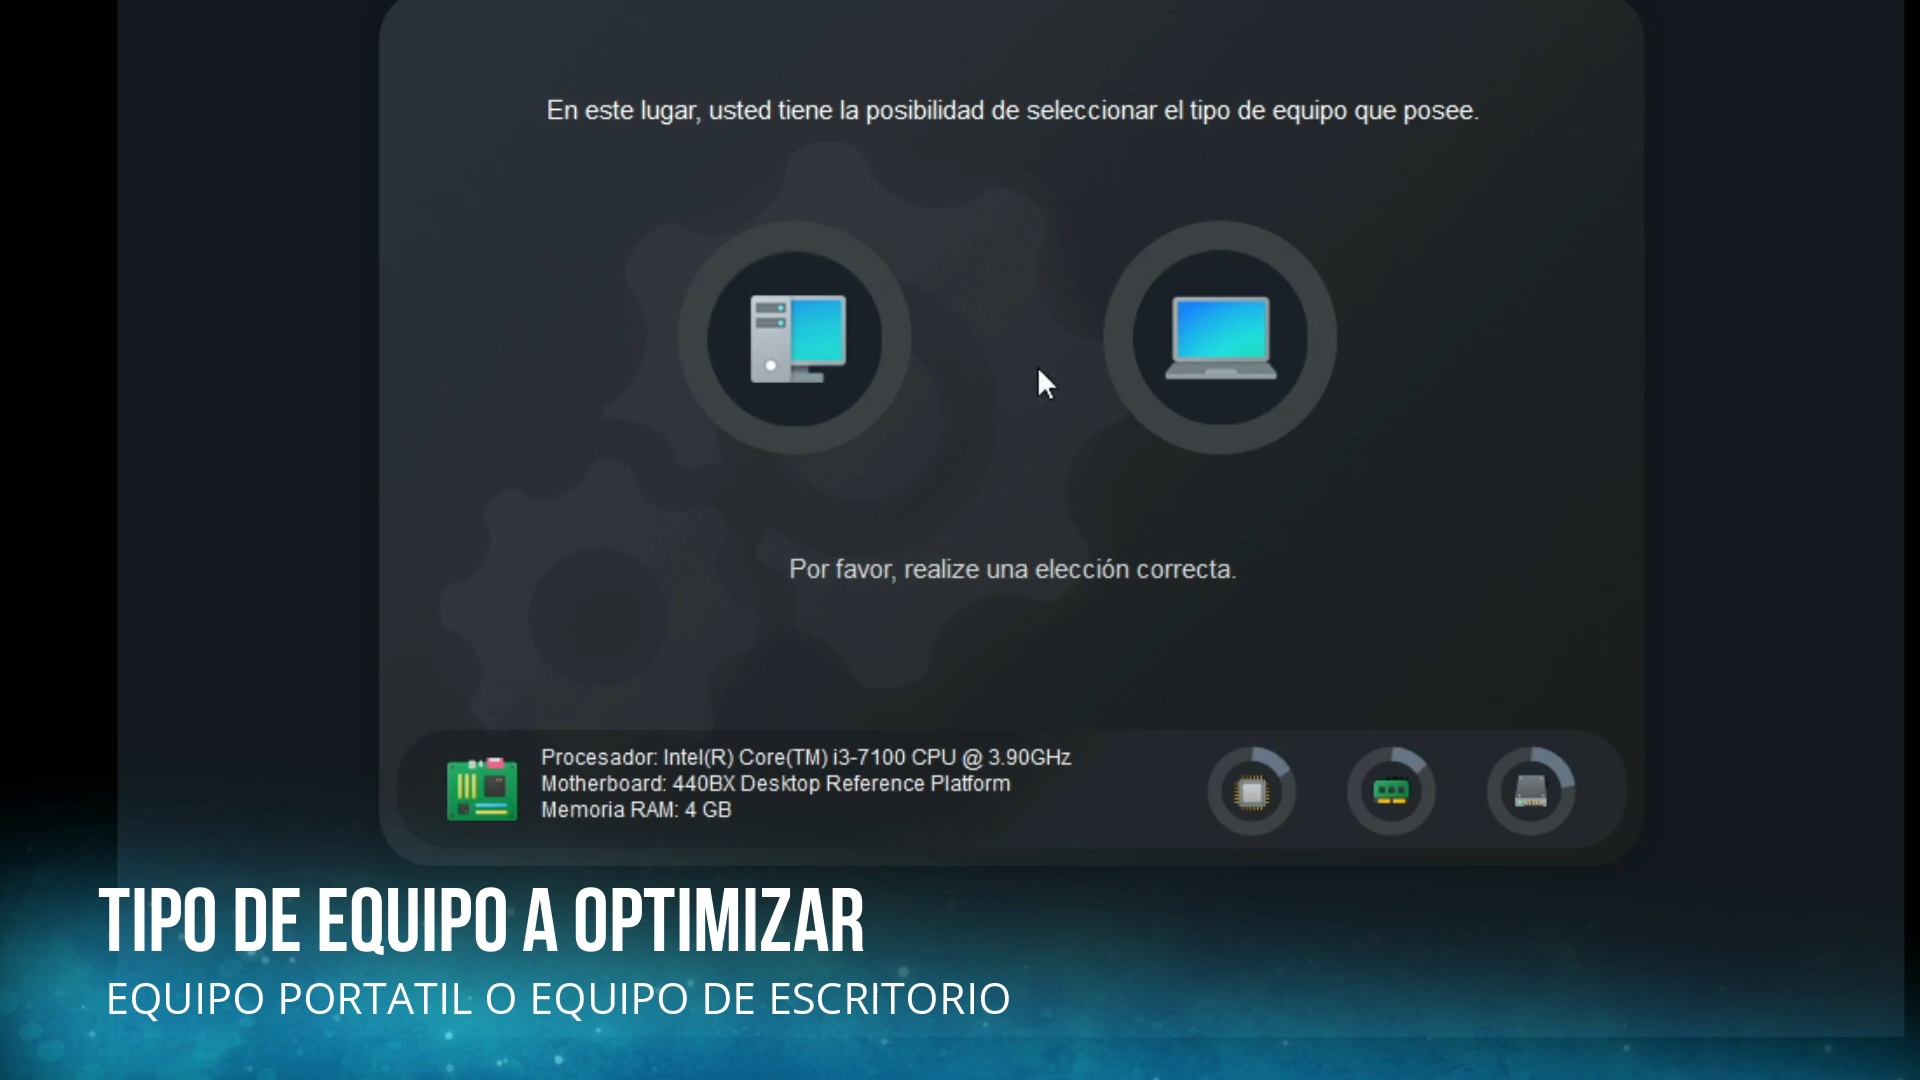 En este lugar, usted tiene la posibilidad de seleccionar el tipo de equipo que posee.
Por favor, realize una elección correcta.
Procesador: Intel(R) Core(TM) i3-7100 CPU @ 3.90GHz
Motherboard: 440BX Desktop Reference Platform
Memoria RAM: 4 GB
TIPO DE EQUIPO A OPTIMIZAR
EQUIPO PORTATIL O EQUIPO DE ESCRITORIO